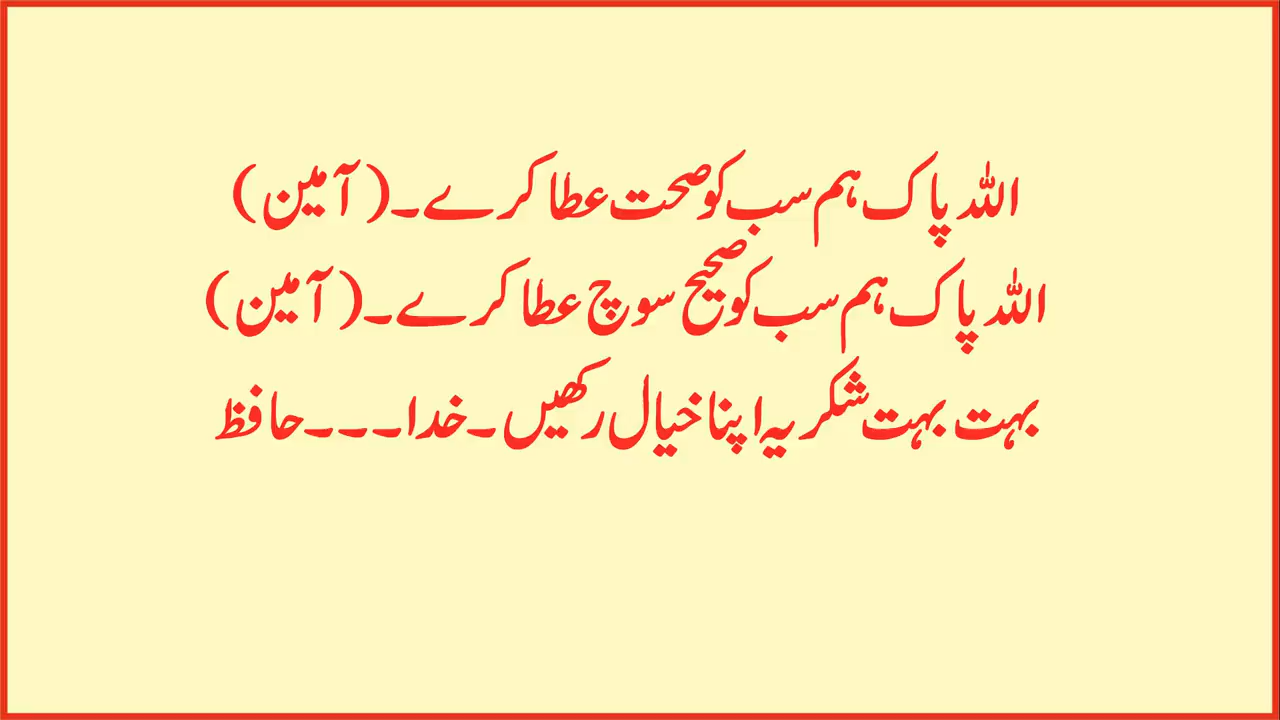 اللہ پاک ہم سب کو صحت عطا کرے۔ (آمین)
اللہ پاک ہم سب کو صحیح سوچ عطا کرے۔ (آمین)
بہت بہت شکریہ اپنا خیال رکھیں۔ خدا۔۔۔حافظ